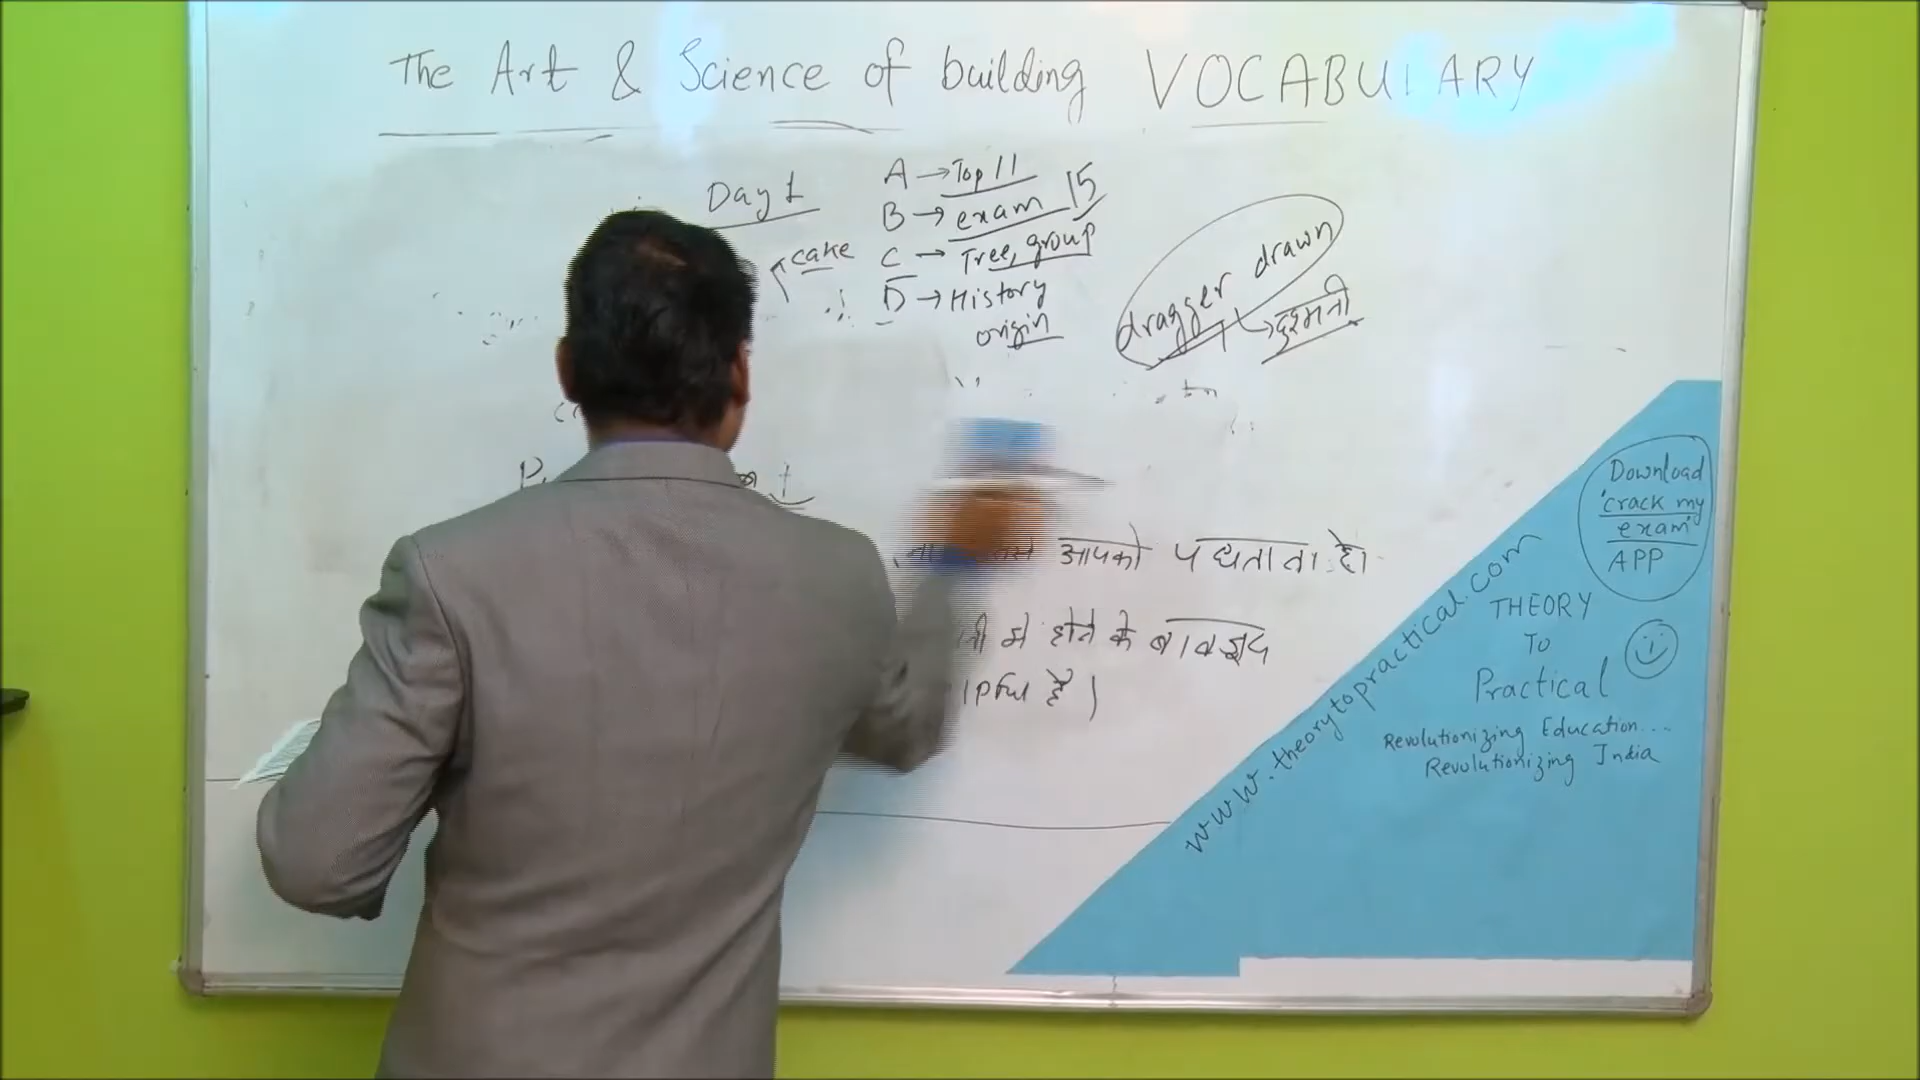 The Art & Science of building VOCABULARY
Day 1
cake
A → Top 11
B → exam 15
C → Tree, group
D → History
origin
dragger drawn
दुश्मनी
आपको पछताता है।
में होने के बावजूद
है।
Download
'crack my
exam'
APP
www.theorytopractical.com
THEORY
TO
Practical
Revolutionizing Education....
Revolutionizing India